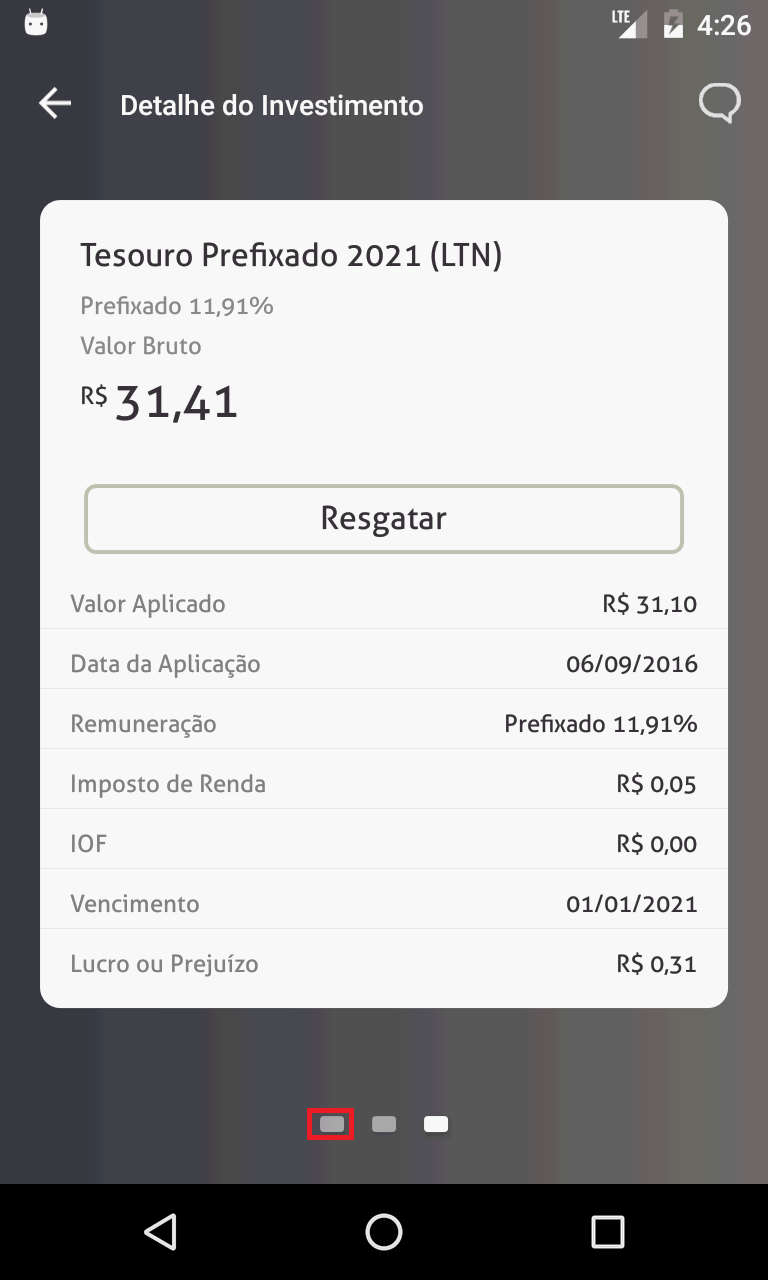 LTE 4:26
Detalhe do Investimento
Tesouro Prefixado 2021 (LTN)
Prefixado 11,91%
Valor Bruto
R$ 31,41
Resgatar
Valor Aplicado R$ 31,10
Data da Aplicação 06/09/2016
Remuneração Prefixado 11,91%
Imposto de Renda R$ 0,05
IOF R$ 0,00
Vencimento 01/01/2021
Lucro ou Prejuízo R$ 0,31